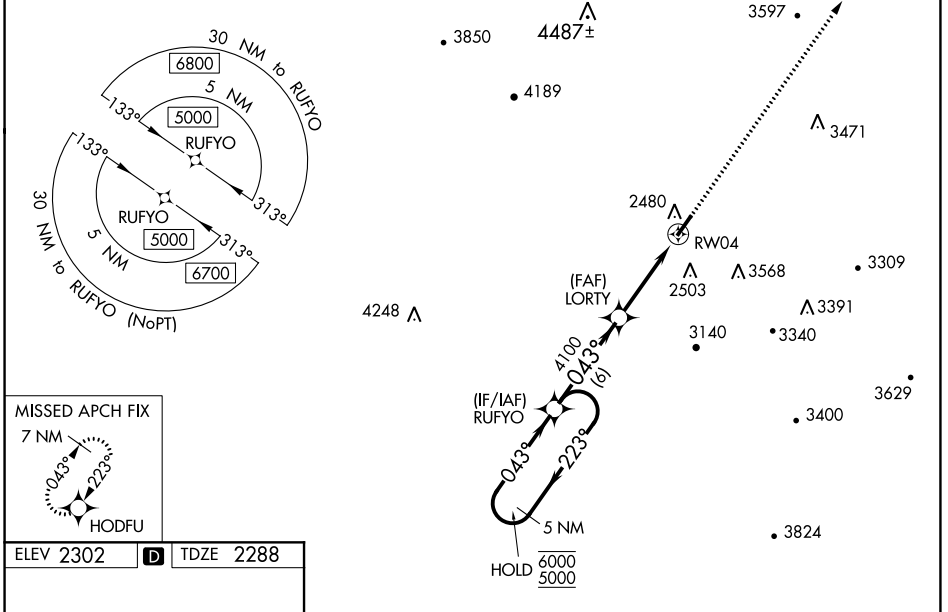 30 NM to RUFYO
6800
5 NM
5000
133°
RUFYO
313°
133°
RUFYO
5000
313°
5 NM
6700
30 NM to RUFYO (NoPT)
3850
4487±
3597
4189
3471
2480
RW04
2503
3568
3309
(FAF)
LORTY
3391
4248
3140
3340
4100
043°
(6)
3629
(IF/IAF)
RUFYO
3400
043°
223°
5 NM
3824
HOLD
6000
5000
MISSED APCH FIX
7 NM
043°
223°
HODFU
ELEV 2302
D
TDZE 2288